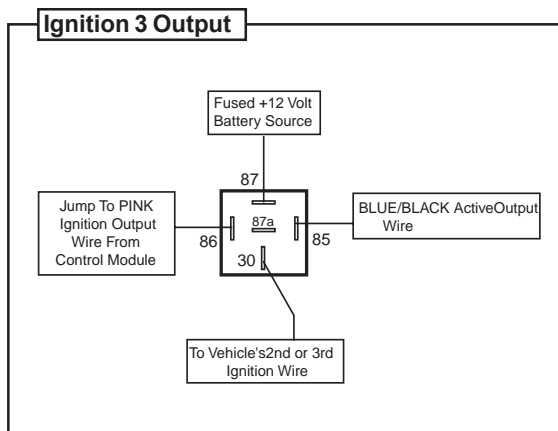 Ignition 3 Output
Fused +12 Volt
Battery Source
87
Jump To PINK
Ignition Output
Wire From
Control Module
86
87a
85
BLUE/BLACK ActiveOutput
Wire
30
To Vehicle's2nd or 3rd
Ignition Wire